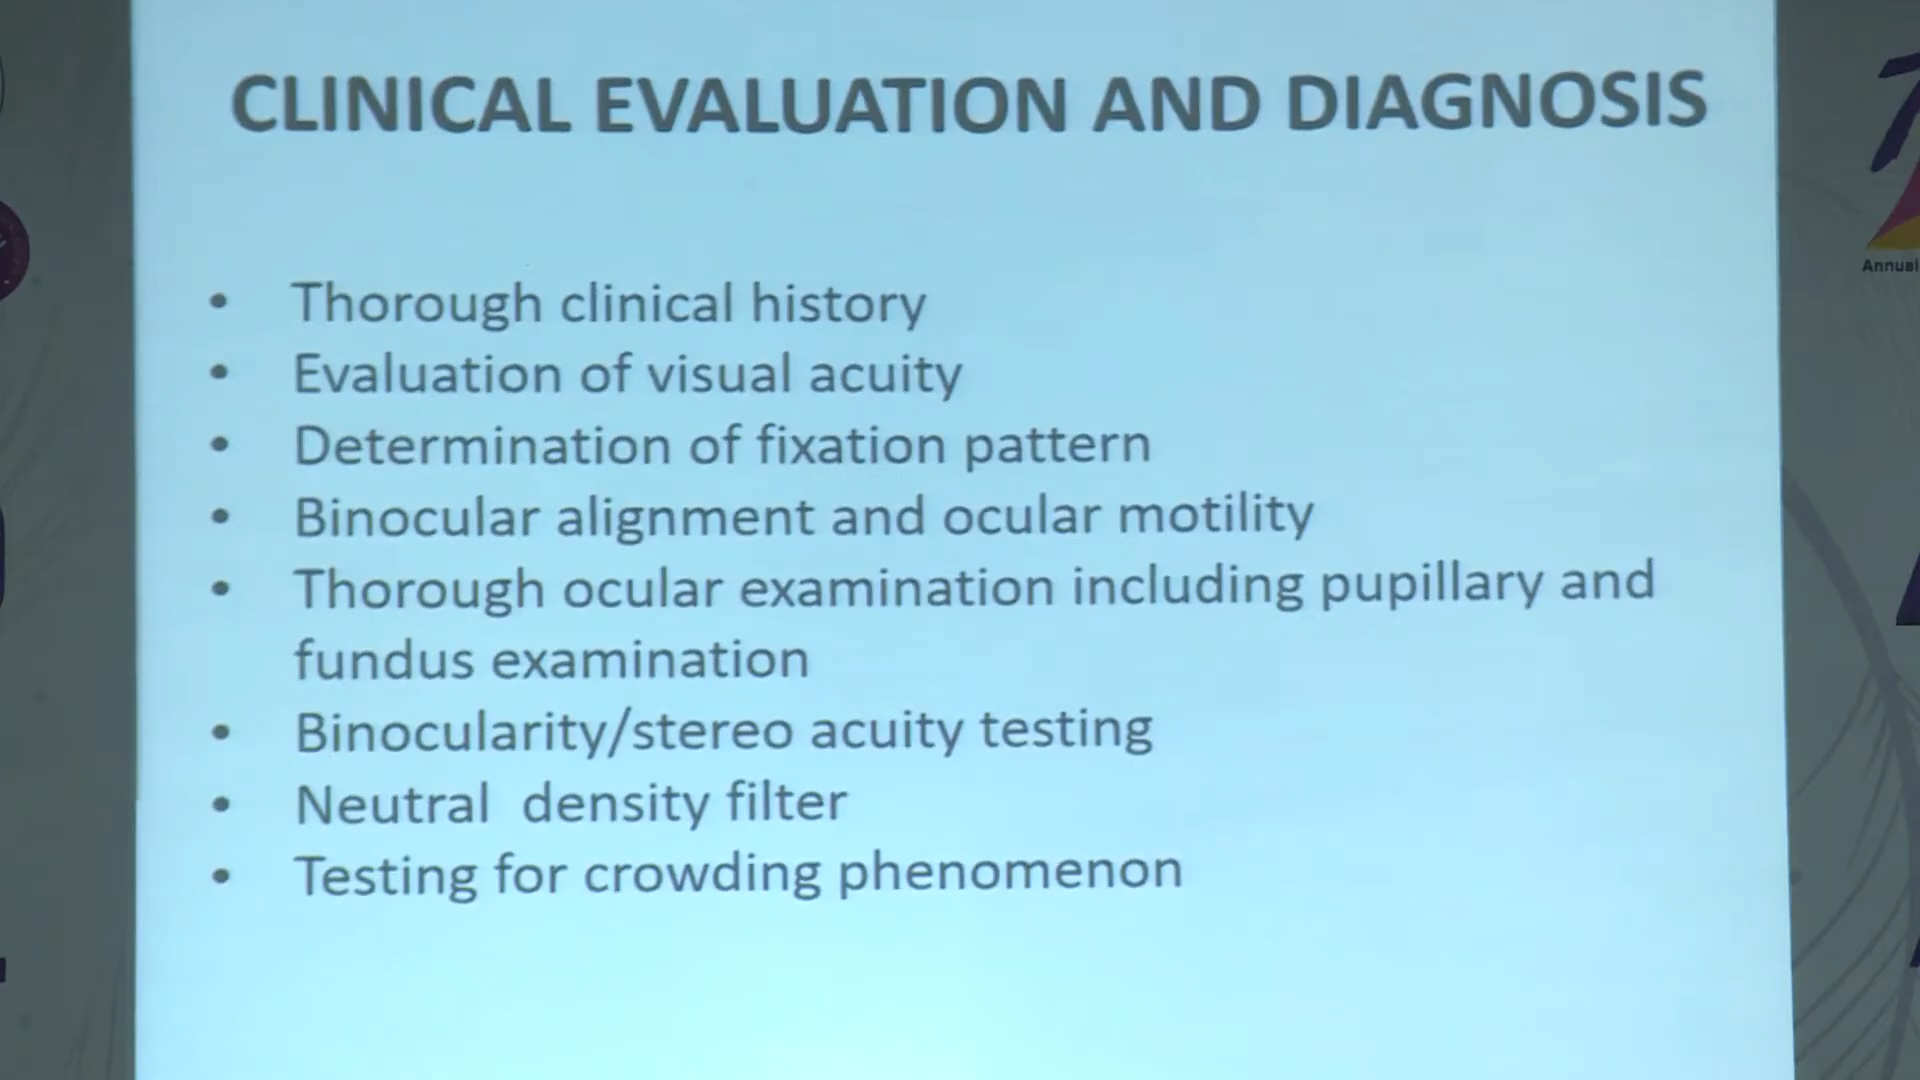 CLINICAL EVALUATION AND DIAGNOSIS
• Thorough clinical history
• Evaluation of visual acuity
• Determination of fixation pattern
• Binocular alignment and ocular motility
• Thorough ocular examination including pupillary and
fundus examination
• Binocularity/stereo acuity testing
• Neutral density filter
• Testing for crowding phenomenon
Annual